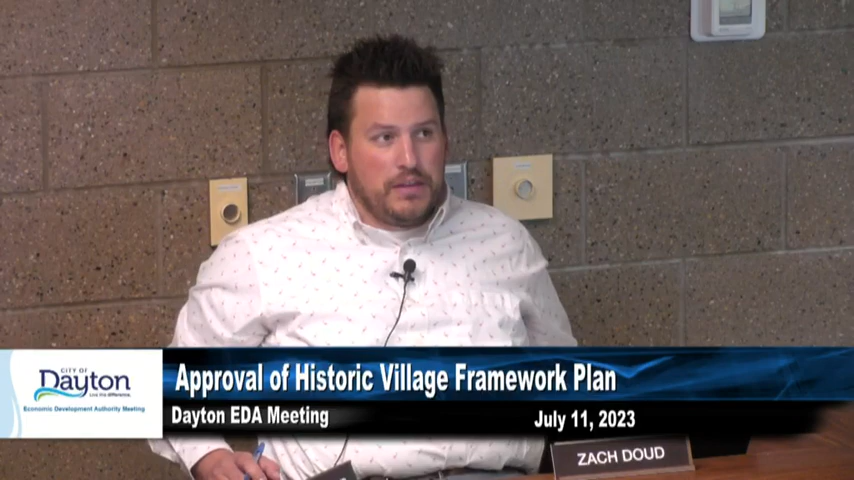 CITY OF
Dayton
Live the difference.
Economic Development Authority Meeting
Approval of Historic Village Framework Plan
Dayton EDA Meeting
July 11, 2023
ZACH DOUD